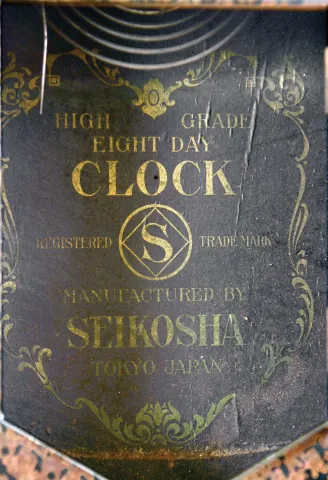 HIGH GRADE
EIGHT DAY
CLOCK
REGISTERED S TRADE MARK
MANUFACTURED BY
SEIKOSHA
TOKYO JAPAN